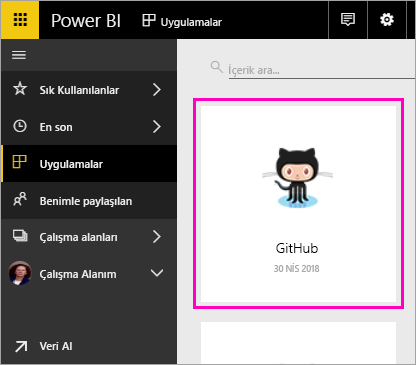 Power BI Uygulamalar
İçerik ara...
Sık Kullanılanlar
En son
Uygulamalar
Benimle paylaşılan
Çalışma alanları
Çalışma Alanım
Veri Al
GitHub
30 NİS 2018